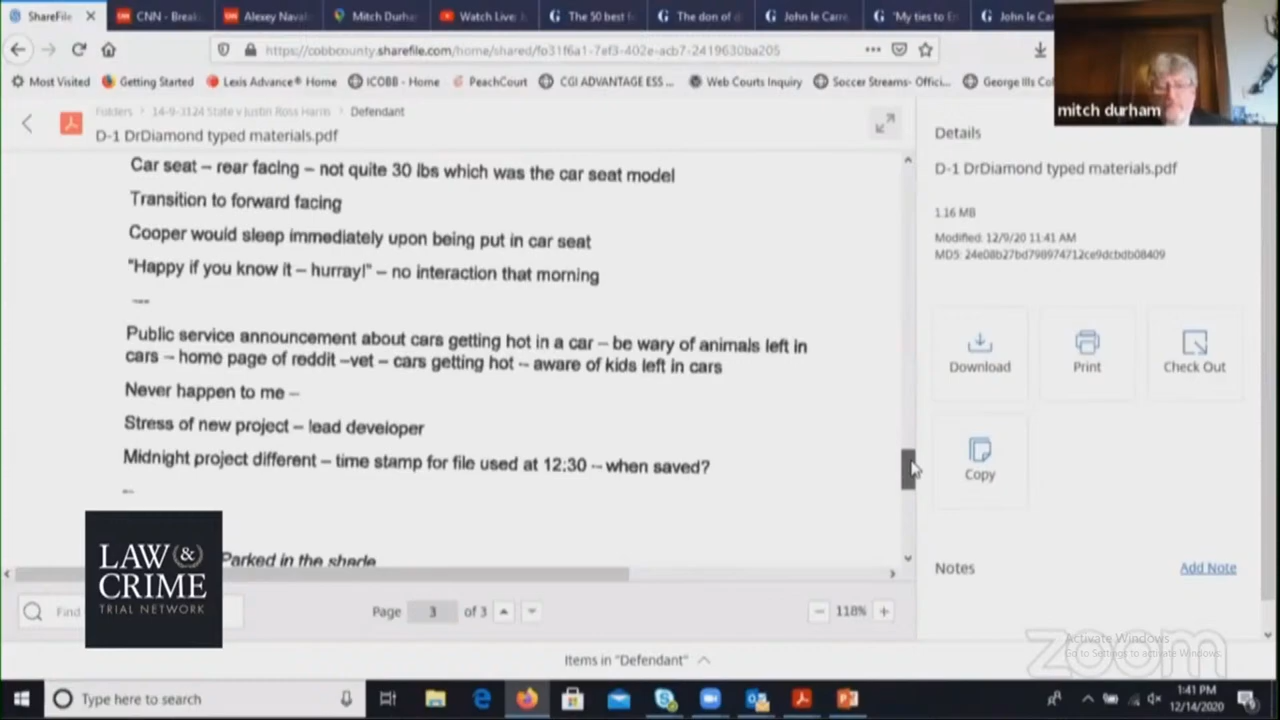 ShareFile
CNN - Break
Alexey Naval
Mitch Durha
Watch Live:
The 50 best f
The don of d
John le Carre
"My ties to E
John le Car
https://cobbcounty.sharefile.com/home/shared/fo31f6a1-7ef3-402e-acb7-2419630ba205
Most Visited
Getting Started
Lexis Advance® Home
ICOBB - Home
PeachCourt
CGI ADVANTAGE ESS ...
Web Courts Inquiry
Soccer Streams- Offici...
George Ills Co
mitch durham
Folders > 14-9-3124 State v Justin Ross Harris > Defendant
D-1 DrDiamond typed materials.pdf
Car seat – rear facing – not quite 30 lbs which was the car seat model
Transition to forward facing
Cooper would sleep immediately upon being put in car seat
"Happy if you know it – hurray!" – no interaction that morning
---
Public service announcement about cars getting hot in a car – be wary of animals left in
cars – home page of reddit –vet – cars getting hot – aware of kids left in cars
Never happen to me –
Stress of new project – lead developer
Midnight project different – time stamp for file used at 12:30 – when saved?
--
Parked in the shade
LAW &
CRIME
TRIAL NETWORK
Find
Page 3 of 3
118%
Details
D-1 DrDiamond typed materials.pdf
1.16 MB
Modified: 12/9/20 11:41 AM
MD5: 24e08b27bd798974712ce9dcbdb08409
Download
Print
Check Out
Copy
Notes
Add Note
Items in "Defendant"
zoom
Activate Windows
Go to Settings to activate Windows.
Type here to search
1:41 PM
12/14/2020